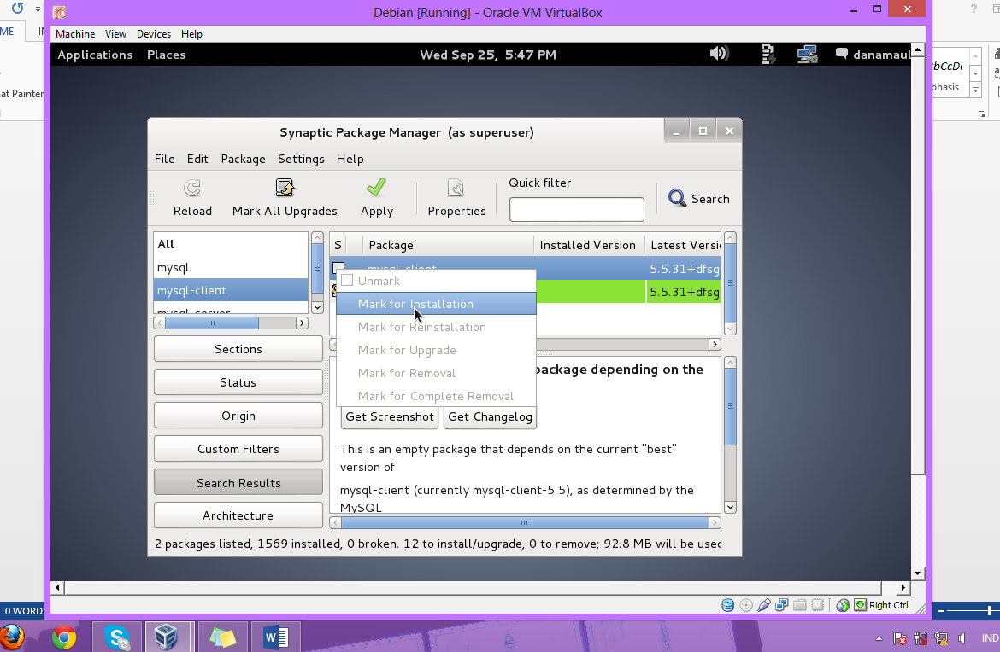 Debian [Running] - Oracle VM VirtualBox
ME
Machine View Devices Help
Applications Places
Wed Sep 25, 5:47 PM
danamaul
at Painter
bCcDc
phasis
Synaptic Package Manager (as superuser)
File Edit Package Settings Help
Reload
Mark All Upgrades
Apply
Properties
Quick filter
Search
All
mysql
mysql-client
mysql-server
S Package Installed Version Latest Versi
mysql-client 5.5.31+dfsg
5.5.31+dfsg
Unmark
Mark for Installation
Mark for Reinstallation
Mark for Upgrade
Mark for Removal
Mark for Complete Removal
Sections
Status
Origin
Custom Filters
Search Results
Architecture
package depending on the
Get Screenshot Get Changelog
This is an empty package that depends on the current "best"
version of
mysql-client (currently mysql-client-5.5), as determined by the
MySQL
2 packages listed, 1569 installed, 0 broken. 12 to install/upgrade, 0 to remove; 92.8 MB will be used
Right Ctrl
0 WORD
IND